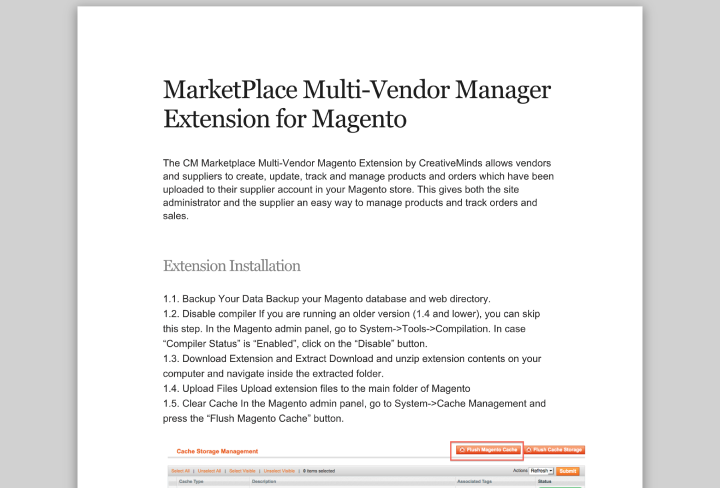 MarketPlace Multi-Vendor Manager
Extension for Magento
The CM Marketplace Multi-Vendor Magento Extension by CreativeMinds allows vendors
and suppliers to create, update, track and manage products and orders which have been
uploaded to their supplier account in your Magento store. This gives both the site
administrator and the supplier an easy way to manage products and track orders and
sales.
Extension Installation
1.1. Backup Your Data Backup your Magento database and web directory.
1.2. Disable compiler If you are running an older version (1.4 and lower), you can skip
this step. In the Magento admin panel, go to System->Tools->Compilation. In case
“Compiler Status” is “Enabled”, click on the “Disable” button.
1.3. Download Extension and Extract Download and unzip extension contents on your
computer and navigate inside the extracted folder.
1.4. Upload Files Upload extension files to the main folder of Magento
1.5. Clear Cache In the Magento admin panel, go to System->Cache Management and
press the “Flush Magento Cache” button.
Cache Storage Management Flush Magento Cache Flush Cache Storage
Select All | Unselect All | Select Visible | Unselect Visible | 6 items selected Actions Refresh Submit
Cache Type Description Associated Tags Status